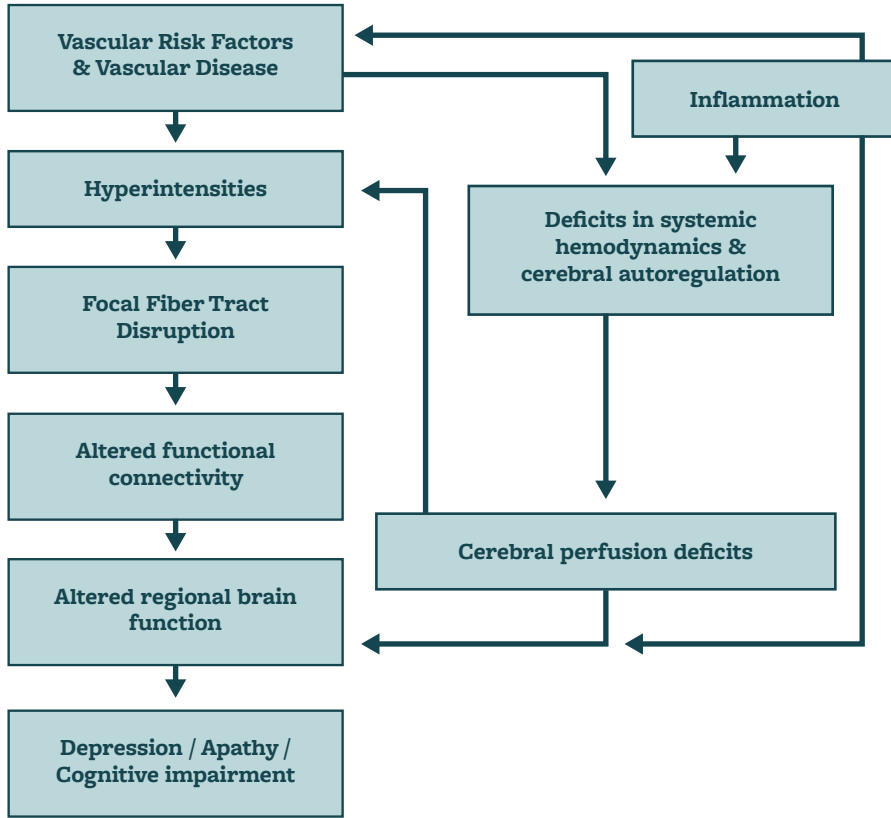 Vascular Risk Factors
& Vascular Disease
Inflammation
Hyperintensities
Deficits in systemic
hemodynamics &
cerebral autoregulation
Focal Fiber Tract
Disruption
Altered functional
connectivity
Cerebral perfusion deficits
Altered regional brain
function
Depression / Apathy /
Cognitive impairment